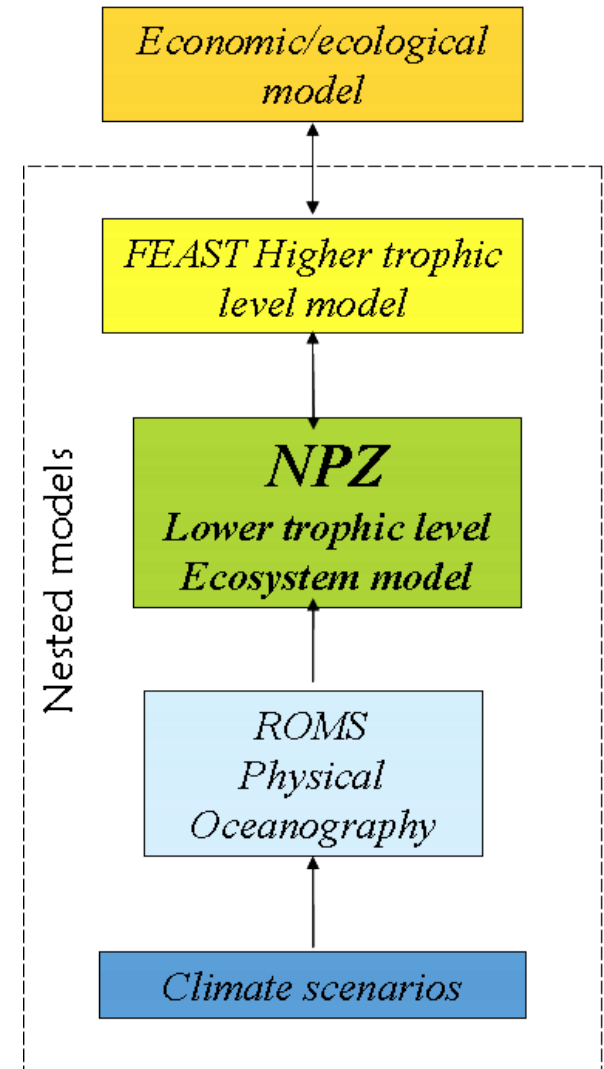 Economic/ecological
model
FEAST Higher trophic
level model
NPZ
Lower trophic level
Ecosystem model
Nested models
ROMS
Physical
Oceanography
Climate scenarios